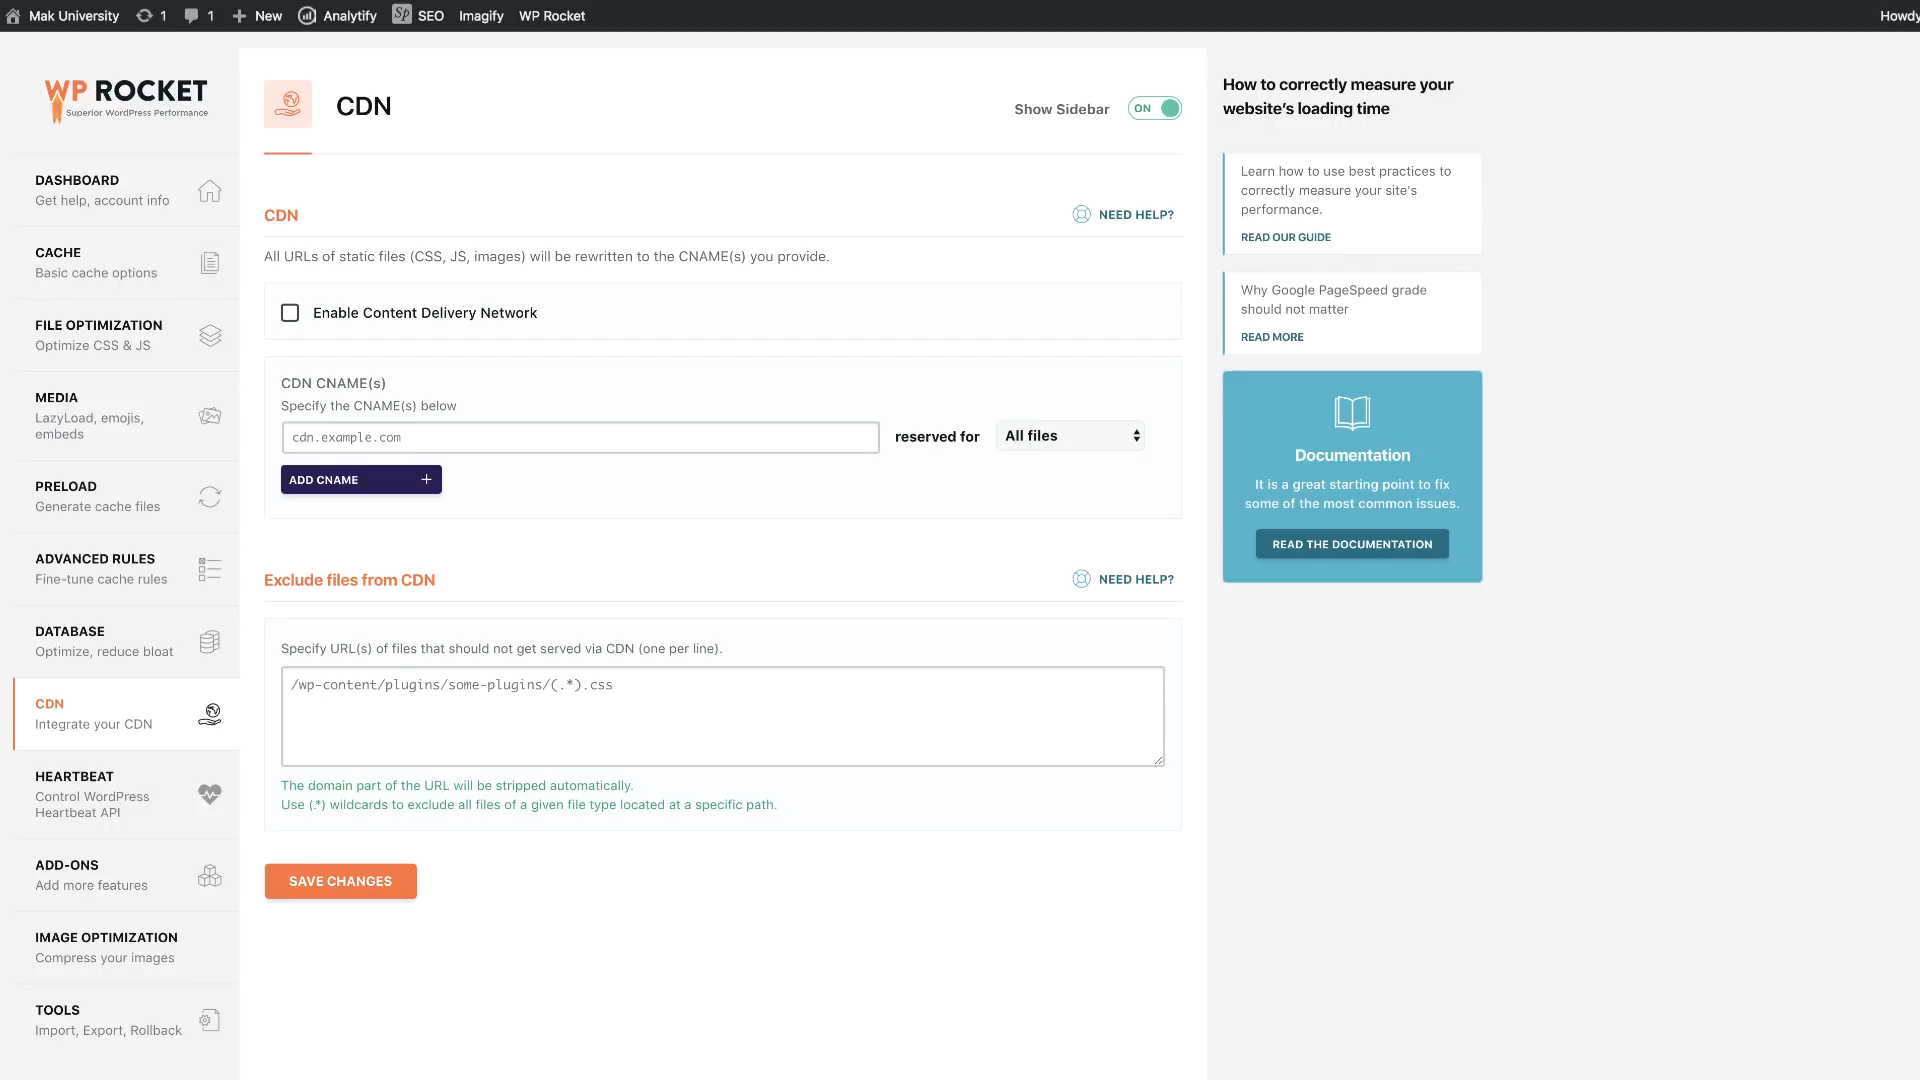 Mak University 1 1 New Analytify Sp SEO Imagify WP Rocket Howdy
WP ROCKET
Superior WordPress Performance
DASHBOARD
Get help, account info
CACHE
Basic cache options
FILE OPTIMIZATION
Optimize CSS & JS
MEDIA
LazyLoad, emojis,
embeds
PRELOAD
Generate cache files
ADVANCED RULES
Fine-tune cache rules
DATABASE
Optimize, reduce bloat
CDN
Integrate your CDN
HEARTBEAT
Control WordPress
Heartbeat API
ADD-ONS
Add more features
IMAGE OPTIMIZATION
Compress your images
TOOLS
Import, Export, Rollback
CDN
Show Sidebar ON
CDN
NEED HELP?
All URLs of static files (CSS, JS, images) will be rewritten to the CNAME(s) you provide.
Enable Content Delivery Network
CDN CNAME(s)
Specify the CNAME(s) below
cdn.example.com reserved for All files
ADD CNAME +
Exclude files from CDN
NEED HELP?
Specify URL(s) of files that should not get served via CDN (one per line).
/wp-content/plugins/some-plugins/(.*).css
The domain part of the URL will be stripped automatically.
Use (.*) wildcards to exclude all files of a given file type located at a specific path.
SAVE CHANGES
How to correctly measure your
website’s loading time
Learn how to use best practices to
correctly measure your site's
performance.
READ OUR GUIDE
Why Google PageSpeed grade
should not matter
READ MORE
Documentation
It is a great starting point to fix
some of the most common issues.
READ THE DOCUMENTATION